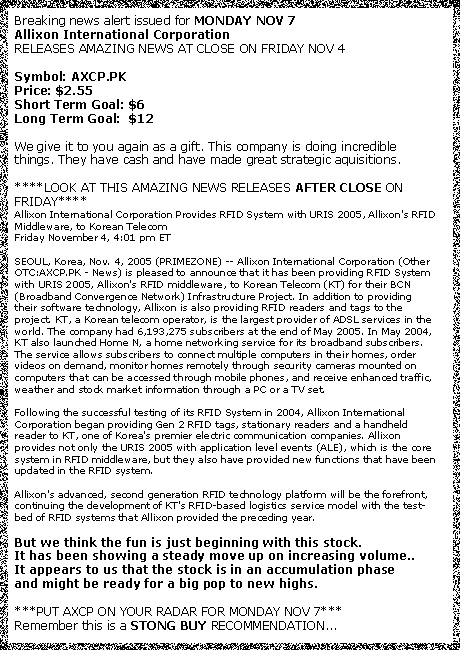 Breaking news alert issued for MONDAY NOV 7
Allixon International Corporation
RELEASES AMAZING NEWS AT CLOSE ON FRIDAY NOV 4
Symbol: AXCP.PK
Price: $2.55
Short Term Goal: $6
Long Term Goal: $12
We give it to you again as a gift. This company is doing incredible
things. They have cash and have made great strategic aquisitions.
****LOOK AT THIS AMAZING NEWS RELEASES AFTER CLOSE ON
FRIDAY****
Allixon International Corporation Provides RFID System with URIS 2005, Allixon's RFID
Middleware, to Korean Telecom
Friday November 4, 4:01 pm ET
SEOUL, Korea, Nov. 4, 2005 (PRIMEZONE) -- Allixon International Corporation (Other
OTC:AXCP.PK - News) is pleased to announce that it has been providing RFID System
with URIS 2005, Allixon's RFID middleware, to Korean Telecom (KT) for their BCN
(Broadband Convergence Network) Infrastructure Project. In addition to providing
their software technology, Allixon is also providing RFID readers and tags to the
project. KT, a Korean telecom operator, is the largest provider of ADSL services in the
world. The company had 6,193,275 subscribers at the end of May 2005. In May 2004,
KT also launched Home N, a home networking service for its broadband subscribers.
The service allows subscribers to connect multiple computers in their homes, order
videos on demand, monitor homes remotely through security cameras mounted on
computers that can be accessed through mobile phones, and receive enhanced traffic,
weather and stock market information through a PC or a TV set.
Following the successful testing of its RFID System in 2004, Allixon International
Corporation began providing Gen 2 RFID tags, stationary readers and a handheld
reader to KT, one of Korea's premier electric communication companies. Allixon
provides not only the URIS 2005 with application level events (ALE), which is the core
system in RFID middleware, but they also have provided new functions that have been
updated in the RFID system.
Allixon's advanced, second generation RFID technology platform will be the forefront,
continuing the development of KT's RFID-based logistics service model with the test-
bed of RFID systems that Allixon provided the preceding year.
But we think the fun is just beginning with this stock.
It has been showing a steady move up on increasing volume..
It appears to us that the stock is in an accumulation phase
and might be ready for a big pop to new highs.
***PUT AXCP ON YOUR RADAR FOR MONDAY NOV 7***
Remember this is a STONG BUY RECOMMENDATION...